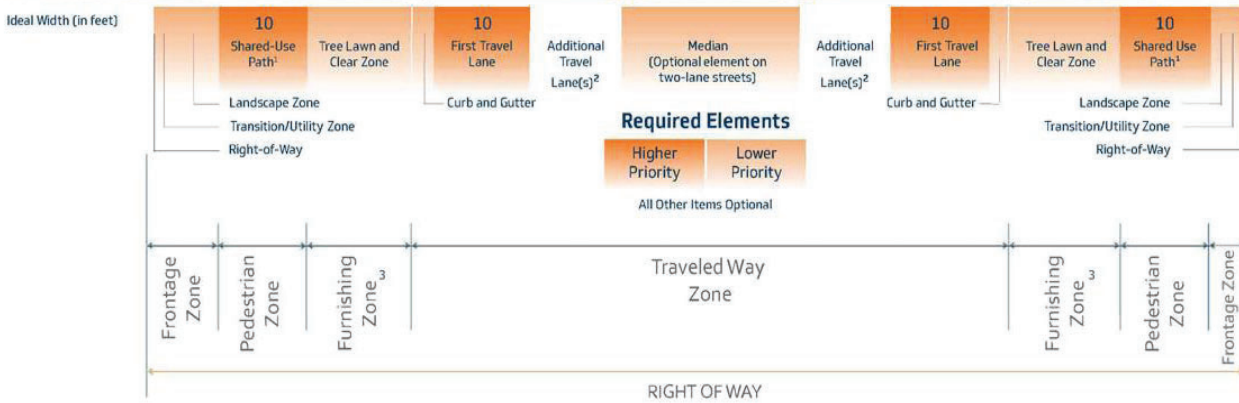 Ideal Width (in feet)
10
Shared-Use
Path¹
Tree Lawn and
Clear Zone
10
First Travel
Lane
Additional
Travel
Lane(s)²
Median
(Optional element on
two-lane streets)
Additional
Travel
Lane(s)²
10
First Travel
Lane
Tree Lawn and
Clear Zone
10
Shared Use
Path¹
Landscape Zone
Transition/Utility Zone
Right-of-Way
Curb and Gutter
Curb and Gutter
Landscape Zone
Transition/Utility Zone
Right-of-Way
Required Elements
Higher
Priority
Lower
Priority
All Other Items Optional
Frontage
Zone
Pedestrian
Zone
Furnishing
Zone ³
Traveled Way
Zone
Furnishing
Zone ³
Pedestrian
Zone
Frontage Zone
RIGHT OF WAY